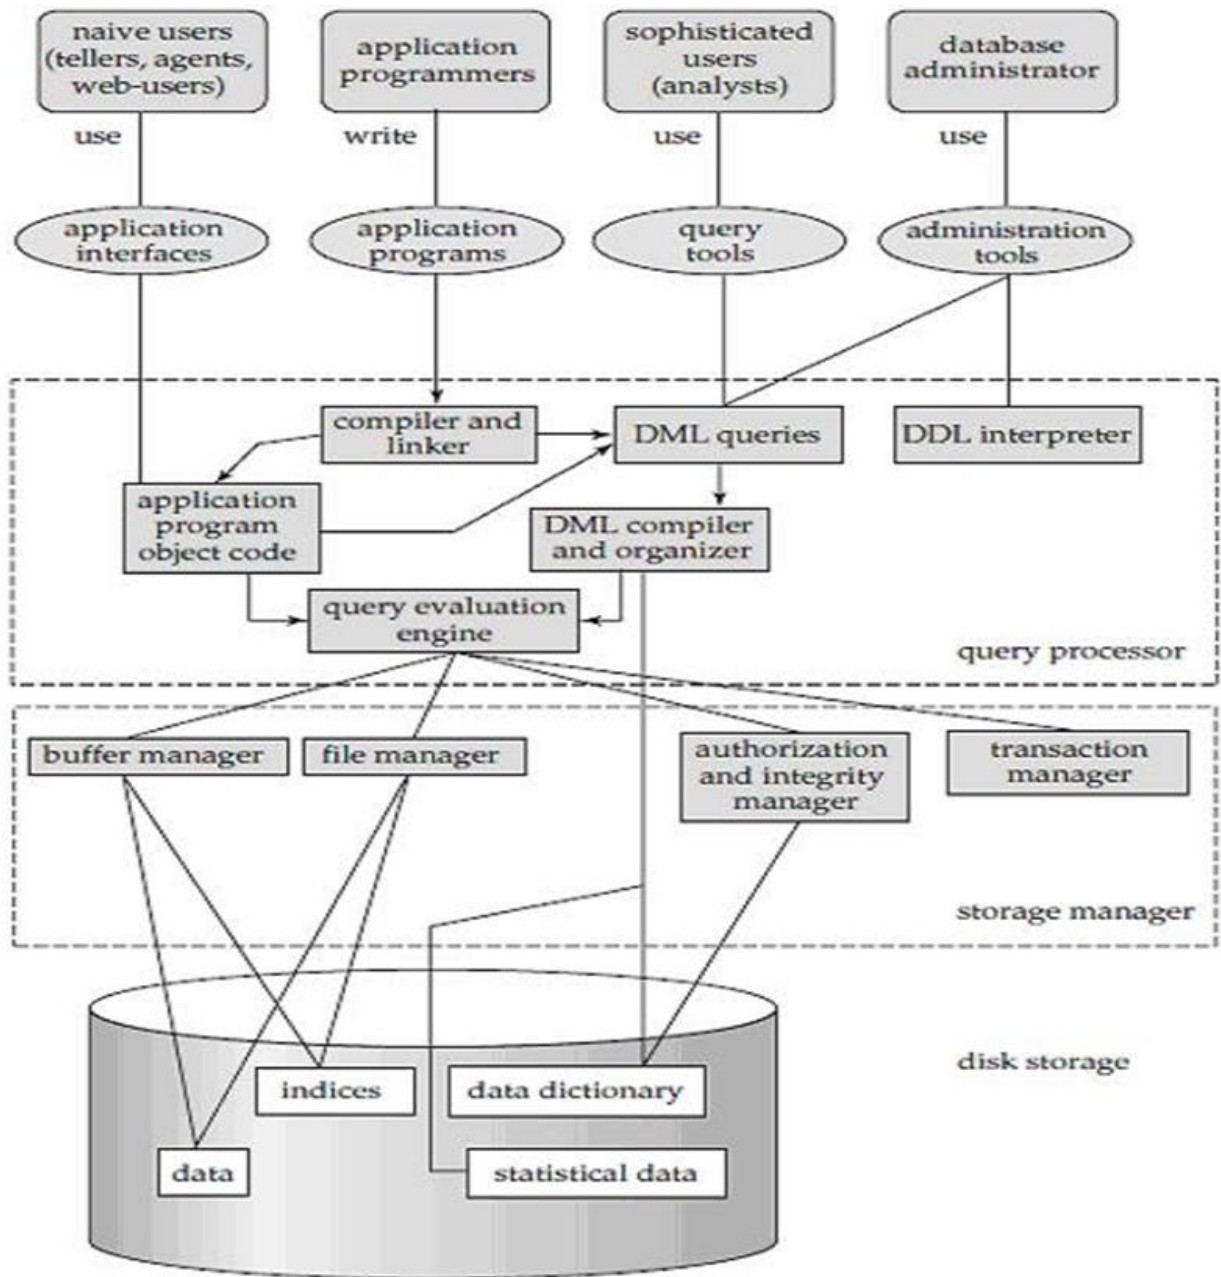 naive users
(tellers, agents,
web-users)
application
programmers
sophisticated
users
(analysts)
database
administrator
use
write
use
use
application
interfaces
application
programs
query
tools
administration
tools
compiler and
linker
DML queries
DDL interpreter
application
program
object code
DML compiler
and organizer
query evaluation
engine
query processor
buffer manager
file manager
authorization
and integrity
manager
transaction
manager
storage manager
disk storage
indices
data dictionary
data
statistical data